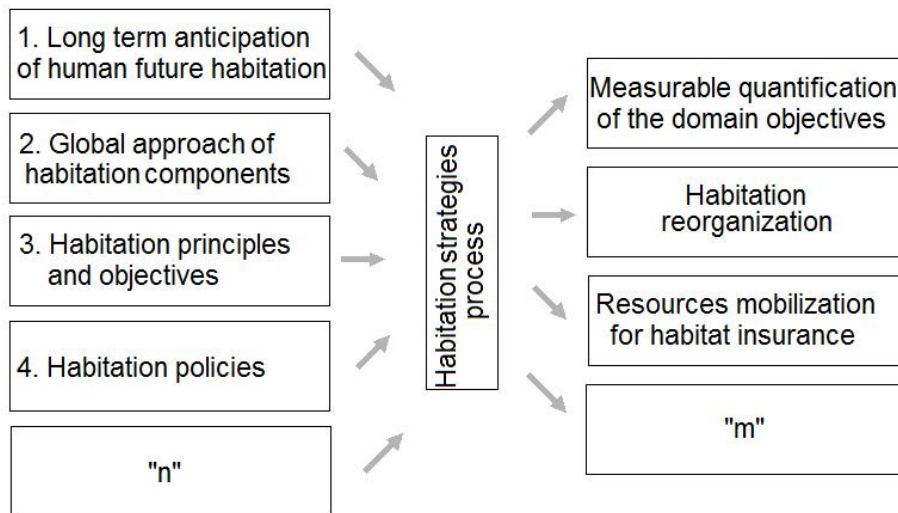 1. Long term anticipation
of human future habitation
2. Global approach of
habitation components
3. Habitation principles
and objectives
4. Habitation policies
"n"
Habitation strategies
process
Measurable quantification
of the domain objectives
Habitation
reorganization
Resources mobilization
for habitat insurance
"m"